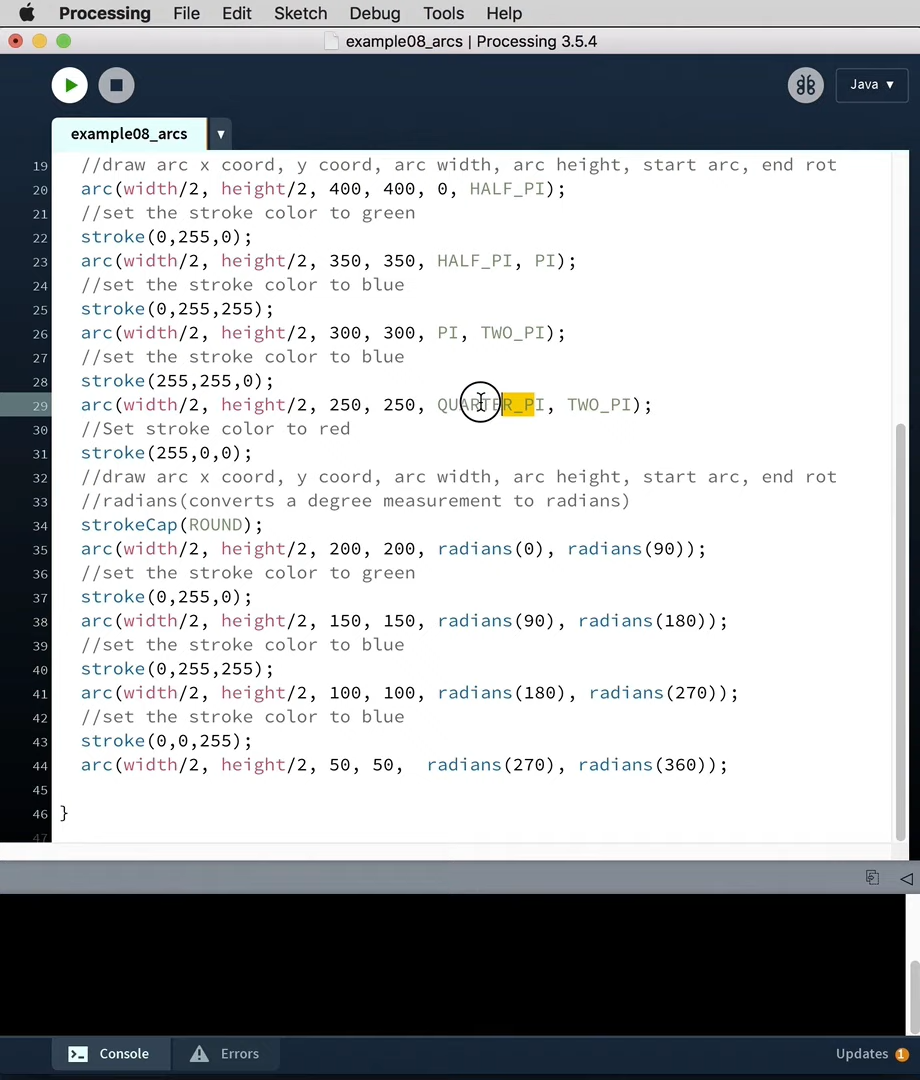 Processing File Edit Sketch Debug Tools Help
example08_arcs | Processing 3.5.4
Java ▼
example08_arcs ▼
19 //draw arc x coord, y coord, arc width, arc height, start arc, end rot
20 arc(width/2, height/2, 400, 400, 0, HALF_PI);
21 //set the stroke color to green
22 stroke(0,255,0);
23 arc(width/2, height/2, 350, 350, HALF_PI, PI);
24 //set the stroke color to blue
25 stroke(0,255,255);
26 arc(width/2, height/2, 300, 300, PI, TWO_PI);
27 //set the stroke color to blue
28 stroke(255,255,0);
29 arc(width/2, height/2, 250, 250, QUARTER_PI, TWO_PI);
30 //Set stroke color to red
31 stroke(255,0,0);
32 //draw arc x coord, y coord, arc width, arc height, start arc, end rot
33 //radians(converts a degree measurement to radians)
34 strokeCap(ROUND);
35 arc(width/2, height/2, 200, 200, radians(0), radians(90));
36 //set the stroke color to green
37 stroke(0,255,0);
38 arc(width/2, height/2, 150, 150, radians(90), radians(180));
39 //set the stroke color to blue
40 stroke(0,255,255);
41 arc(width/2, height/2, 100, 100, radians(180), radians(270));
42 //set the stroke color to blue
43 stroke(0,0,255);
44 arc(width/2, height/2, 50, 50,  radians(270), radians(360));
45
46 }
47
Console Errors Updates 1